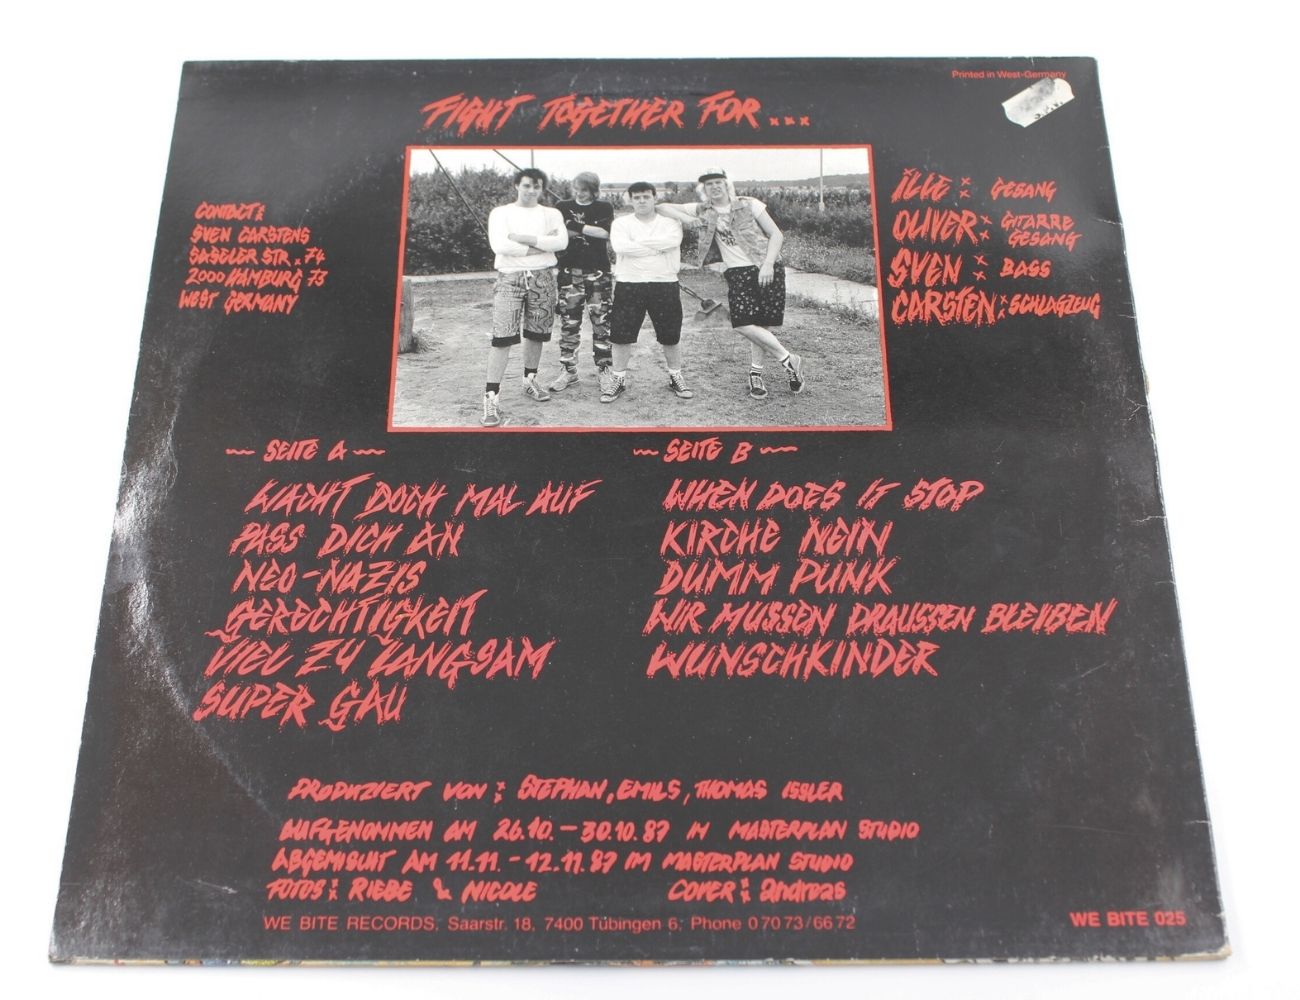 Printed in West-Germany
FIGHT TOGETHER FOR...
CONTACT:
SVEN CARSTENS
SASELER STR. 74
2000 HAMBURG 73
WEST GERMANY
ILLE: GESANG
OLIVER: GITARRE
GESANG
SVEN: BASS
CARSTEN: SCHLAGZEUG
~ SEITE A ~
WACHT DOCH MAL AUF
PASS DICH AN
NEO-NAZIS
GERECHTIGKEIT
VIEL ZU LANGSAM
SUPER GAU
~ SEITE B ~
WHEN DOES IT STOP
KIRCHE NEIN
DUMM PUNK
WIR MUSSEN DRAUSSEN BLEIBEN
WUNSCHKINDER
PRODUZIERT VON: STEPHAN, EMILS, THOMAS ISSLER
AUFGENOMMEN AM 26.10.-30.10.87 IM MASTERPLAN STUDIO
ABGEMISCHT AM 11.11.-12.11.87 IM MASTERPLAN STUDIO
FOTOS: RIEBE & NICOLE COVER: andreas
WE BITE RECORDS; Saarstr. 18, 7400 Tübingen 6; Phone 0 70 73/66 72
WE BITE 025